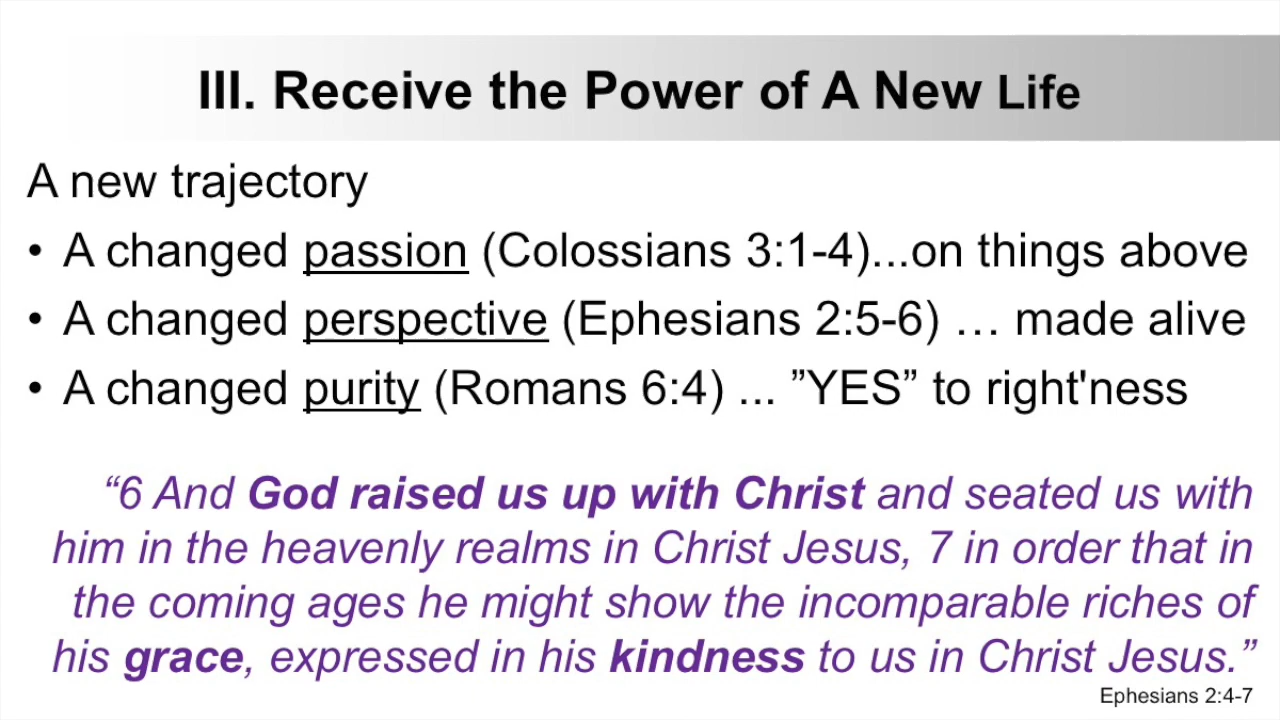 III. Receive the Power of A New Life
A new trajectory
• A changed passion (Colossians 3:1-4)...on things above
• A changed perspective (Ephesians 2:5-6) … made alive
• A changed purity (Romans 6:4) ... ”YES” to right'ness
“6 And God raised us up with Christ and seated us with
him in the heavenly realms in Christ Jesus, 7 in order that in
the coming ages he might show the incomparable riches of
his grace, expressed in his kindness to us in Christ Jesus.”
Ephesians 2:4-7